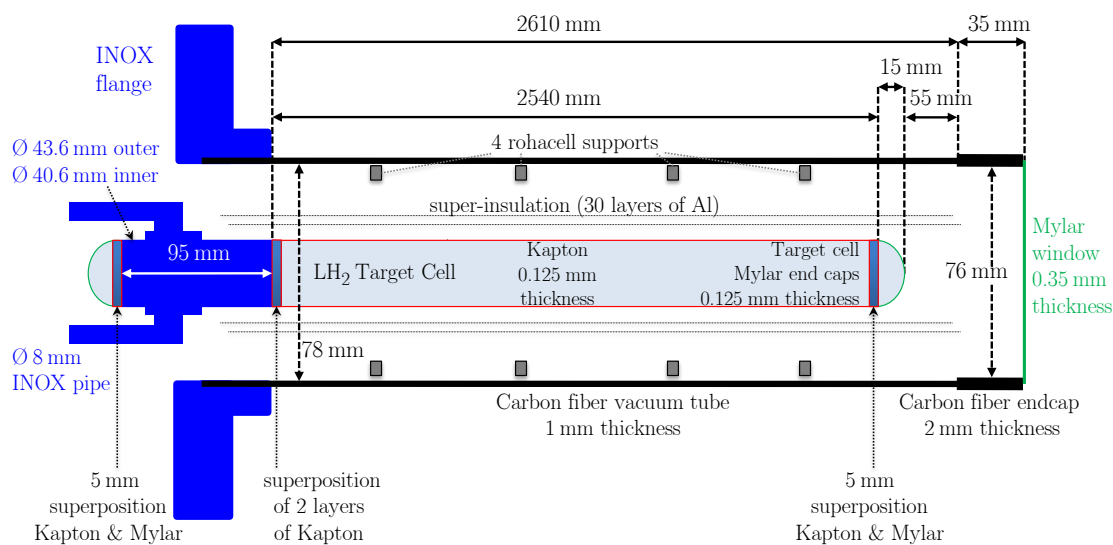 2610 mm
35 mm
INOX
flange
15 mm
2540 mm
55 mm
Ø 43.6 mm outer
Ø 40.6 mm inner
4 rohacell supports
super-insulation (30 layers of Al)
95 mm
LH₂ Target Cell
Kapton
0.125 mm
thickness
Target cell
Mylar end caps
0.125 mm thickness
76 mm
Mylar
window
0.35 mm
thickness
78 mm
Ø 8 mm
INOX pipe
Carbon fiber vacuum tube
1 mm thickness
Carbon fiber endcap
2 mm thickness
5 mm
superposition
Kapton & Mylar
superposition
of 2 layers
of Kapton
5 mm
superposition
Kapton & Mylar